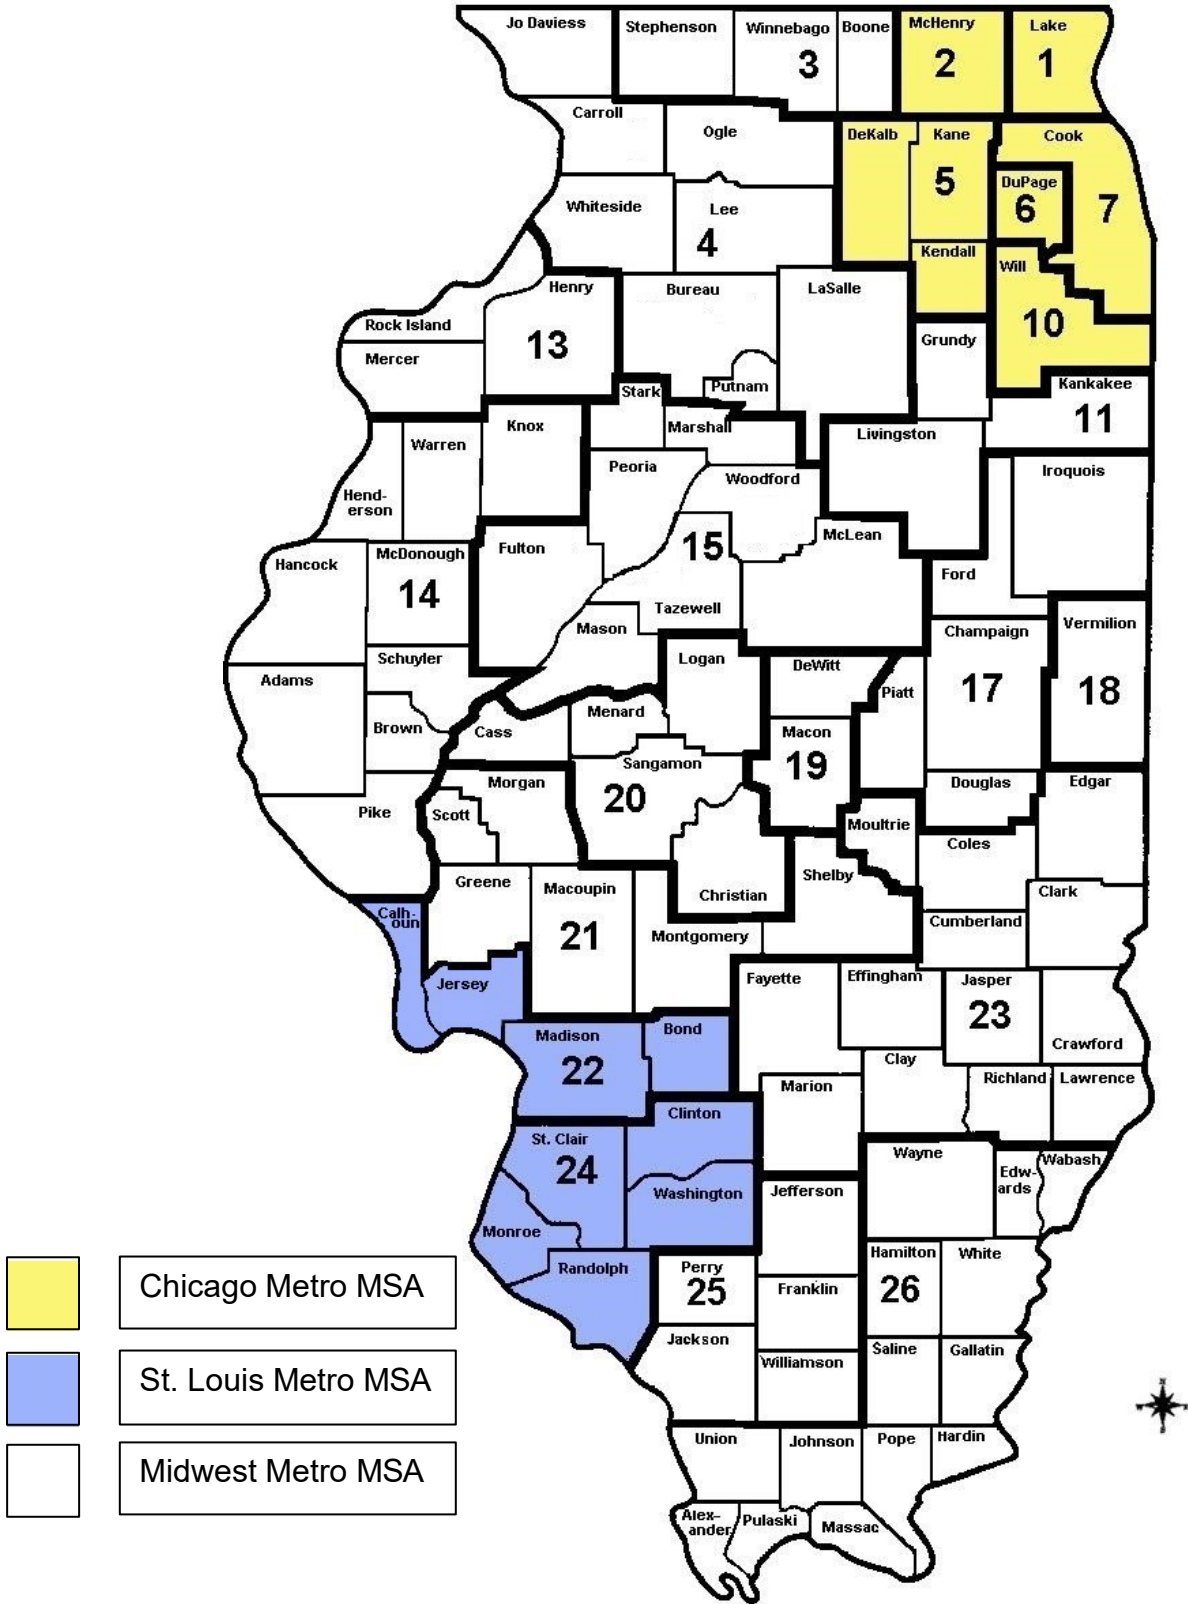 Jo Daviess
Stephenson
Winnebago
Boone
McHenry
Lake
3
2
1
Carroll
Ogle
DeKalb
Kane
Cook
Whiteside
Lee
4
5
DuPage
6
7
Kendall
Will
Henry
Bureau
LaSalle
Rock Island
13
10
Mercer
Grundy
Putnam
Kankakee
Stark
11
Knox
Marshall
Livingston
Warren
Peoria
Woodford
Iroquois
Hend-
erson
McLean
Fulton
15
McDonough
Hancock
Ford
14
Tazewell
Mason
Champaign
Vermilion
Schuyler
Logan
DeWitt
Adams
Piatt
17
18
Menard
Brown
Cass
Macon
Sangamon
19
Morgan
20
Douglas
Edgar
Pike
Scott
Moultrie
Coles
Greene
Macoupin
Shelby
Christian
Clark
Calh-
oun
Cumberland
21
Montgomery
Jersey
Fayette
Effingham
Jasper
23
Madison
Bond
Crawford
22
Clay
Marion
Richland
Lawrence
Clinton
St. Clair
24
Wayne
Wabash
Edw-
ards
Washington
Jefferson
Monroe
Randolph
Perry
25
Hamilton
White
26
Franklin
Chicago Metro MSA
Jackson
Williamson
Saline
Gallatin
St. Louis Metro MSA
Union
Johnson
Pope
Hardin
Midwest Metro MSA
Alex-
ander
Pulaski
Massac